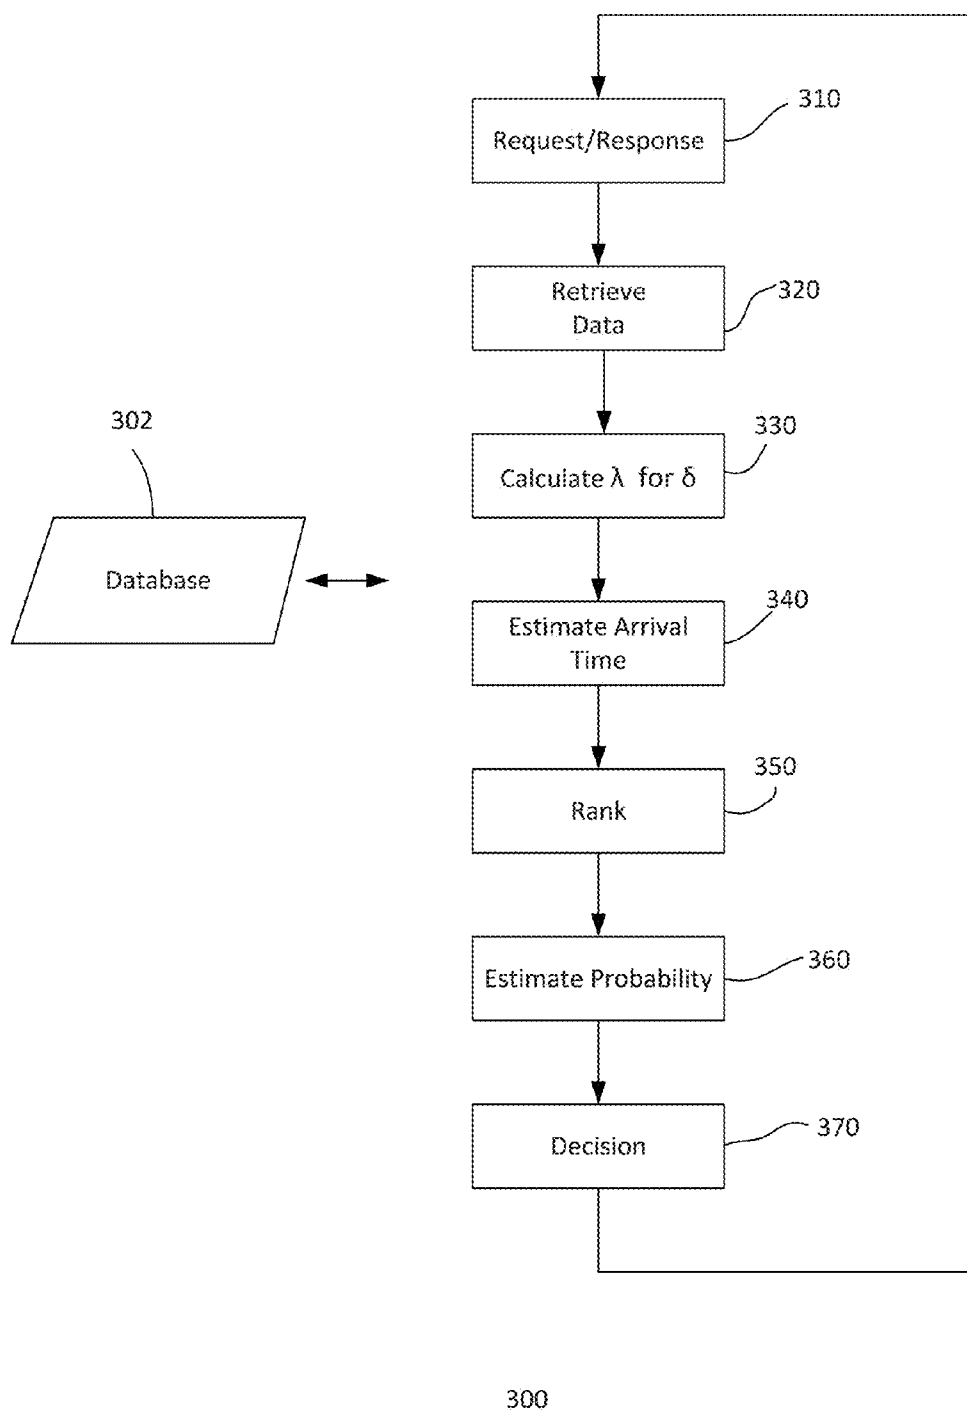 310
Request/Response
320
Retrieve
Data
302
330
Calculate λ for δ
Database
340
Estimate Arrival
Time
350
Rank
360
Estimate Probability
370
Decision
300